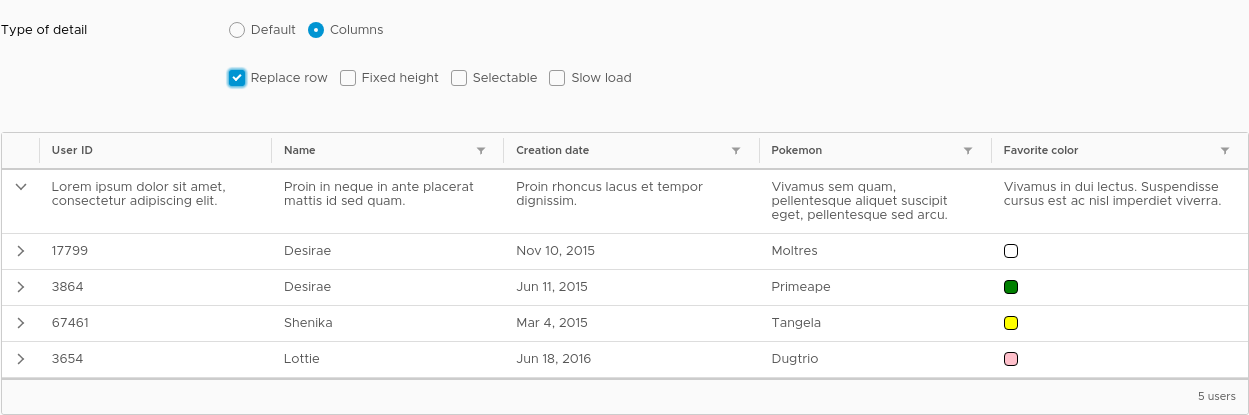 Type of detail Default Columns
Replace row Fixed height Selectable Slow load
User ID Name Creation date Pokemon Favorite color
Lorem ipsum dolor sit amet, Proin in neque in ante placerat Proin rhoncus lacus et tempor Vivamus sem quam, Vivamus in dui lectus. Suspendisse
consectetur adipiscing elit. mattis id sed quam. dignissim. pellentesque aliquet suscipit cursus est ac nisl imperdiet viverra.
eget, pellentesque sed arcu.
17799 Desirae Nov 10, 2015 Moltres
3864 Desirae Jun 11, 2015 Primeape
67461 Shenika Mar 4, 2015 Tangela
3654 Lottie Jun 18, 2016 Dugtrio
5 users